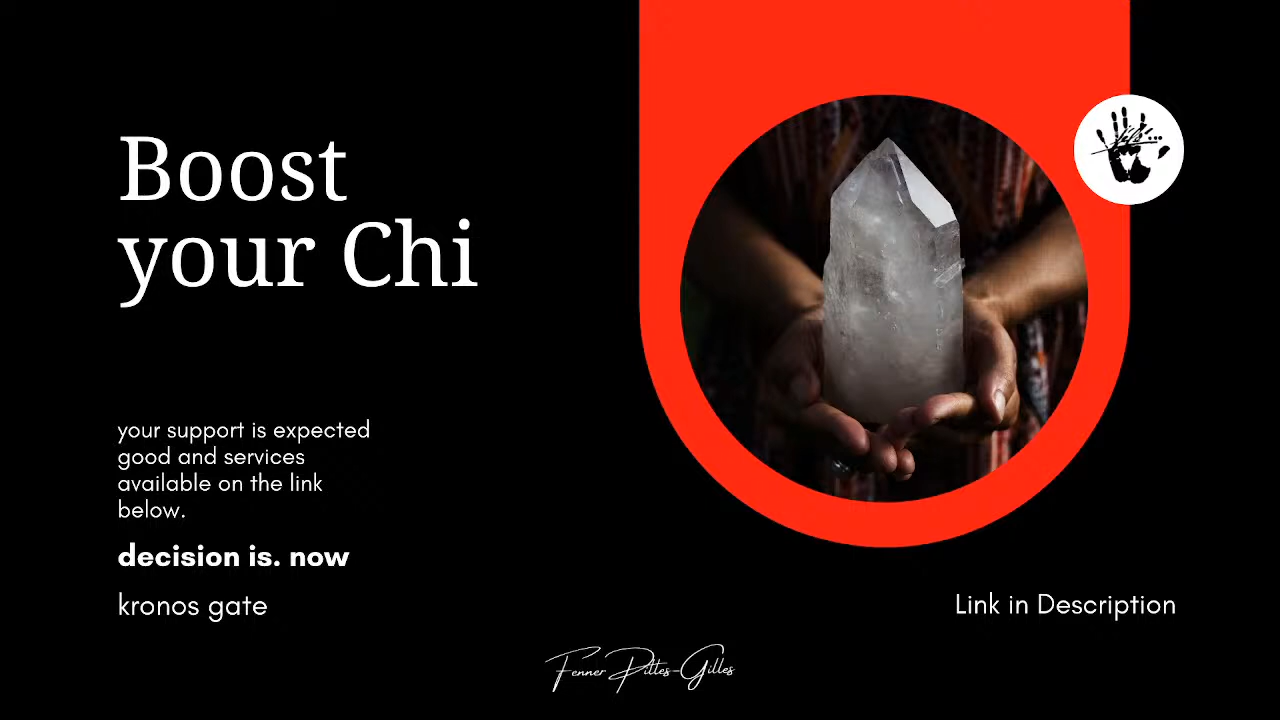 Boost
your Chi
your support is expected
good and services
available on the link
below.
decision is. now
kronos gate
Link in Description
Fenner Pittes-Gilles